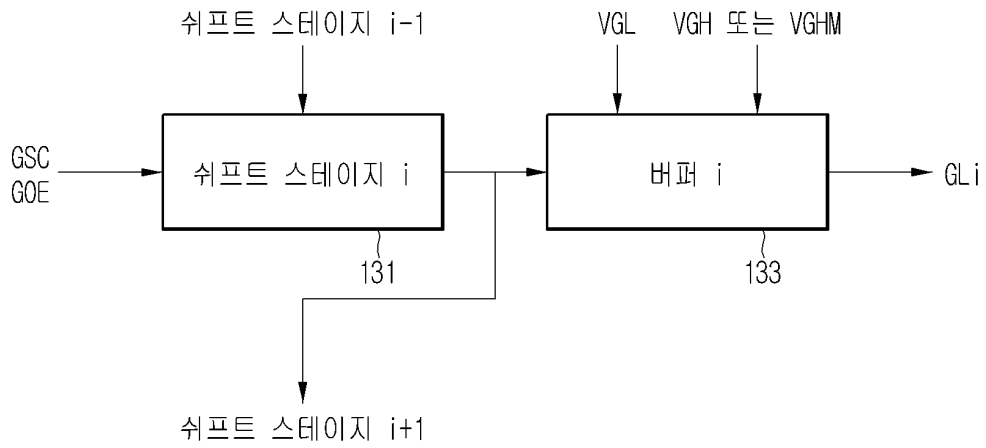 쉬프트 스테이지 i-1
VGL
VGH 또는 VGHM
GSC
GOE
쉬프트 스테이지 i
버퍼 i
GLi
131
133
쉬프트 스테이지 i+1